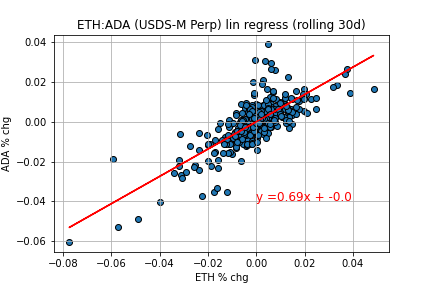 ETH:ADA (USDS-M Perp) lin regress (rolling 30d)
0.04
0.02
0.00
−0.02
−0.04
−0.06
ADA % chg
y =0.69x + -0.0
−0.08 −0.06 −0.04 −0.02 0.00 0.02 0.04
ETH % chg